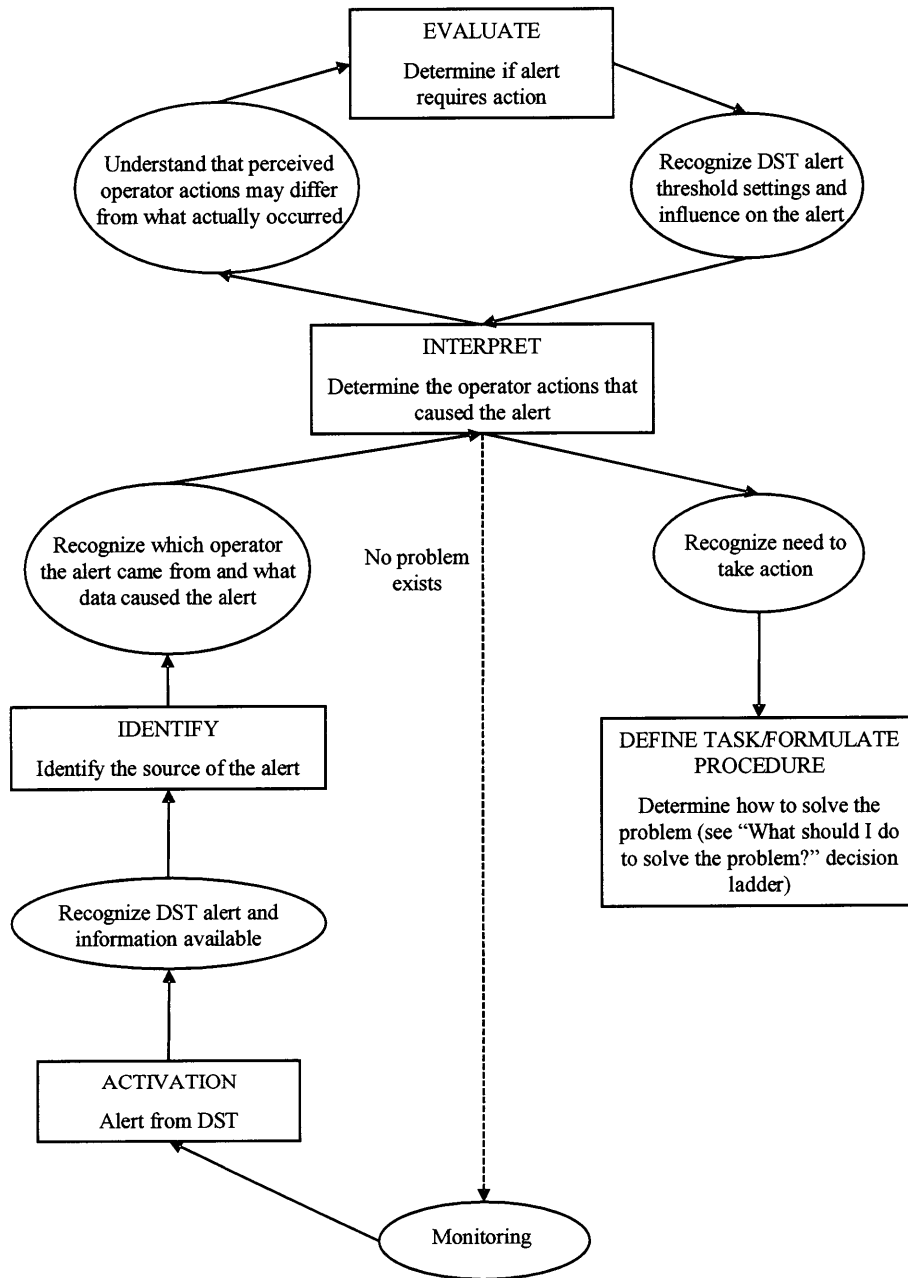 EVALUATE
Determine if alert
requires action
Understand that perceived
operator actions may differ
from what actually occurred
Recognize DST alert
threshold settings and
influence on the alert
INTERPRET
Determine the operator actions that
caused the alert
Recognize which operator
the alert came from and what
data caused the alert
No problem
exists
Recognize need to
take action
IDENTIFY
Identify the source of the alert
DEFINE TASK/FORMULATE
PROCEDURE
Determine how to solve the
problem (see “What should I do
to solve the problem?” decision
ladder)
Recognize DST alert and
information available
ACTIVATION
Alert from DST
Monitoring